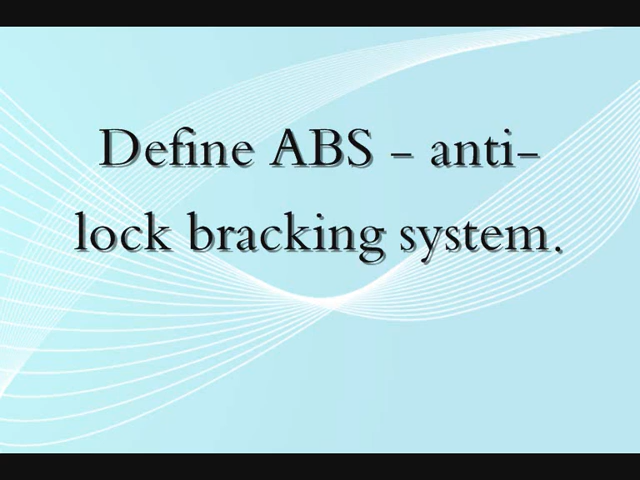 Define ABS - anti-
lock bracking system.